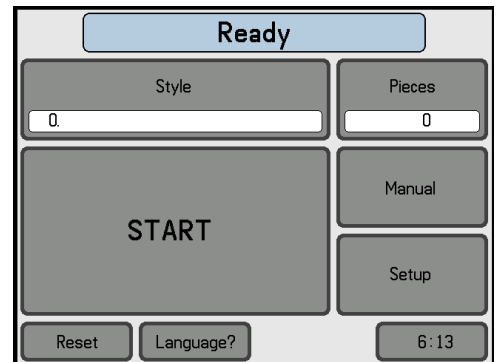 Ready
Style
Pieces
0.
0
START
Manual
Setup
Reset
Language?
6:13